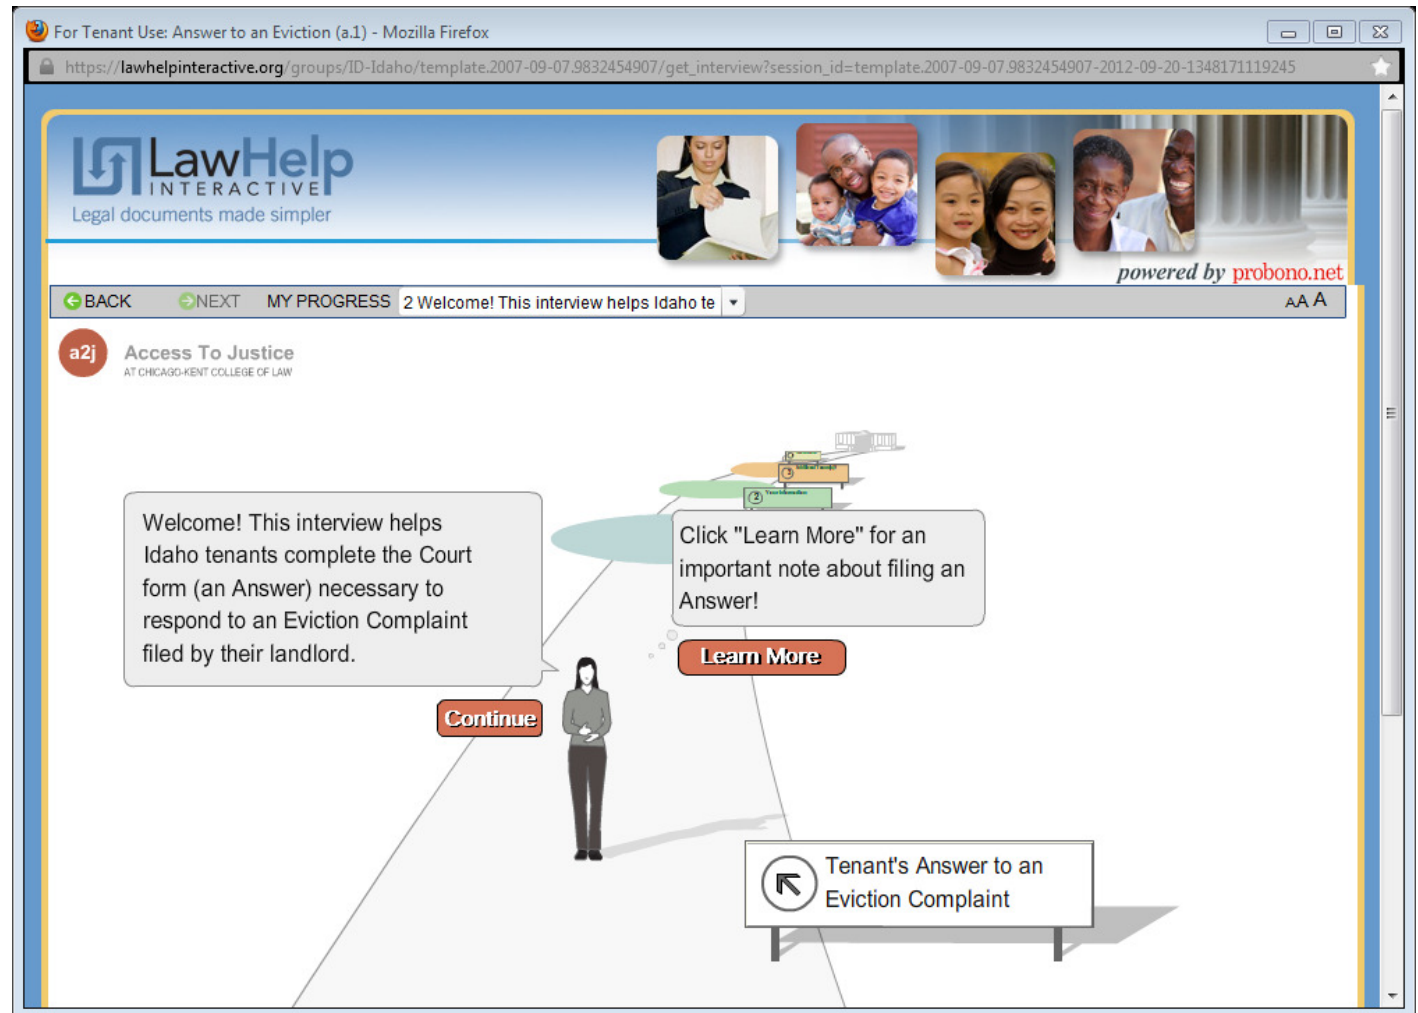 For Tenant Use: Answer to an Eviction (a.1) - Mozilla Firefox
https://lawhelpinteractive.org/groups/ID-Idaho/template.2007-09-07.9832454907/get_interview?session_id=template.2007-09-07.9832454907-2012-09-20-1348171119245
LawHelp
INTERACTIVE
Legal documents made simpler
powered by probono.net
BACK NEXT MY PROGRESS 2 Welcome! This interview helps Idaho te AA A
a2j Access To Justice
AT CHICAGO-KENT COLLEGE OF LAW
3
2 Your Information
Welcome! This interview helps
Idaho tenants complete the Court
form (an Answer) necessary to
respond to an Eviction Complaint
filed by their landlord.
Click "Learn More" for an
important note about filing an
Answer!
Learn More
Continue
Tenant's Answer to an
Eviction Complaint